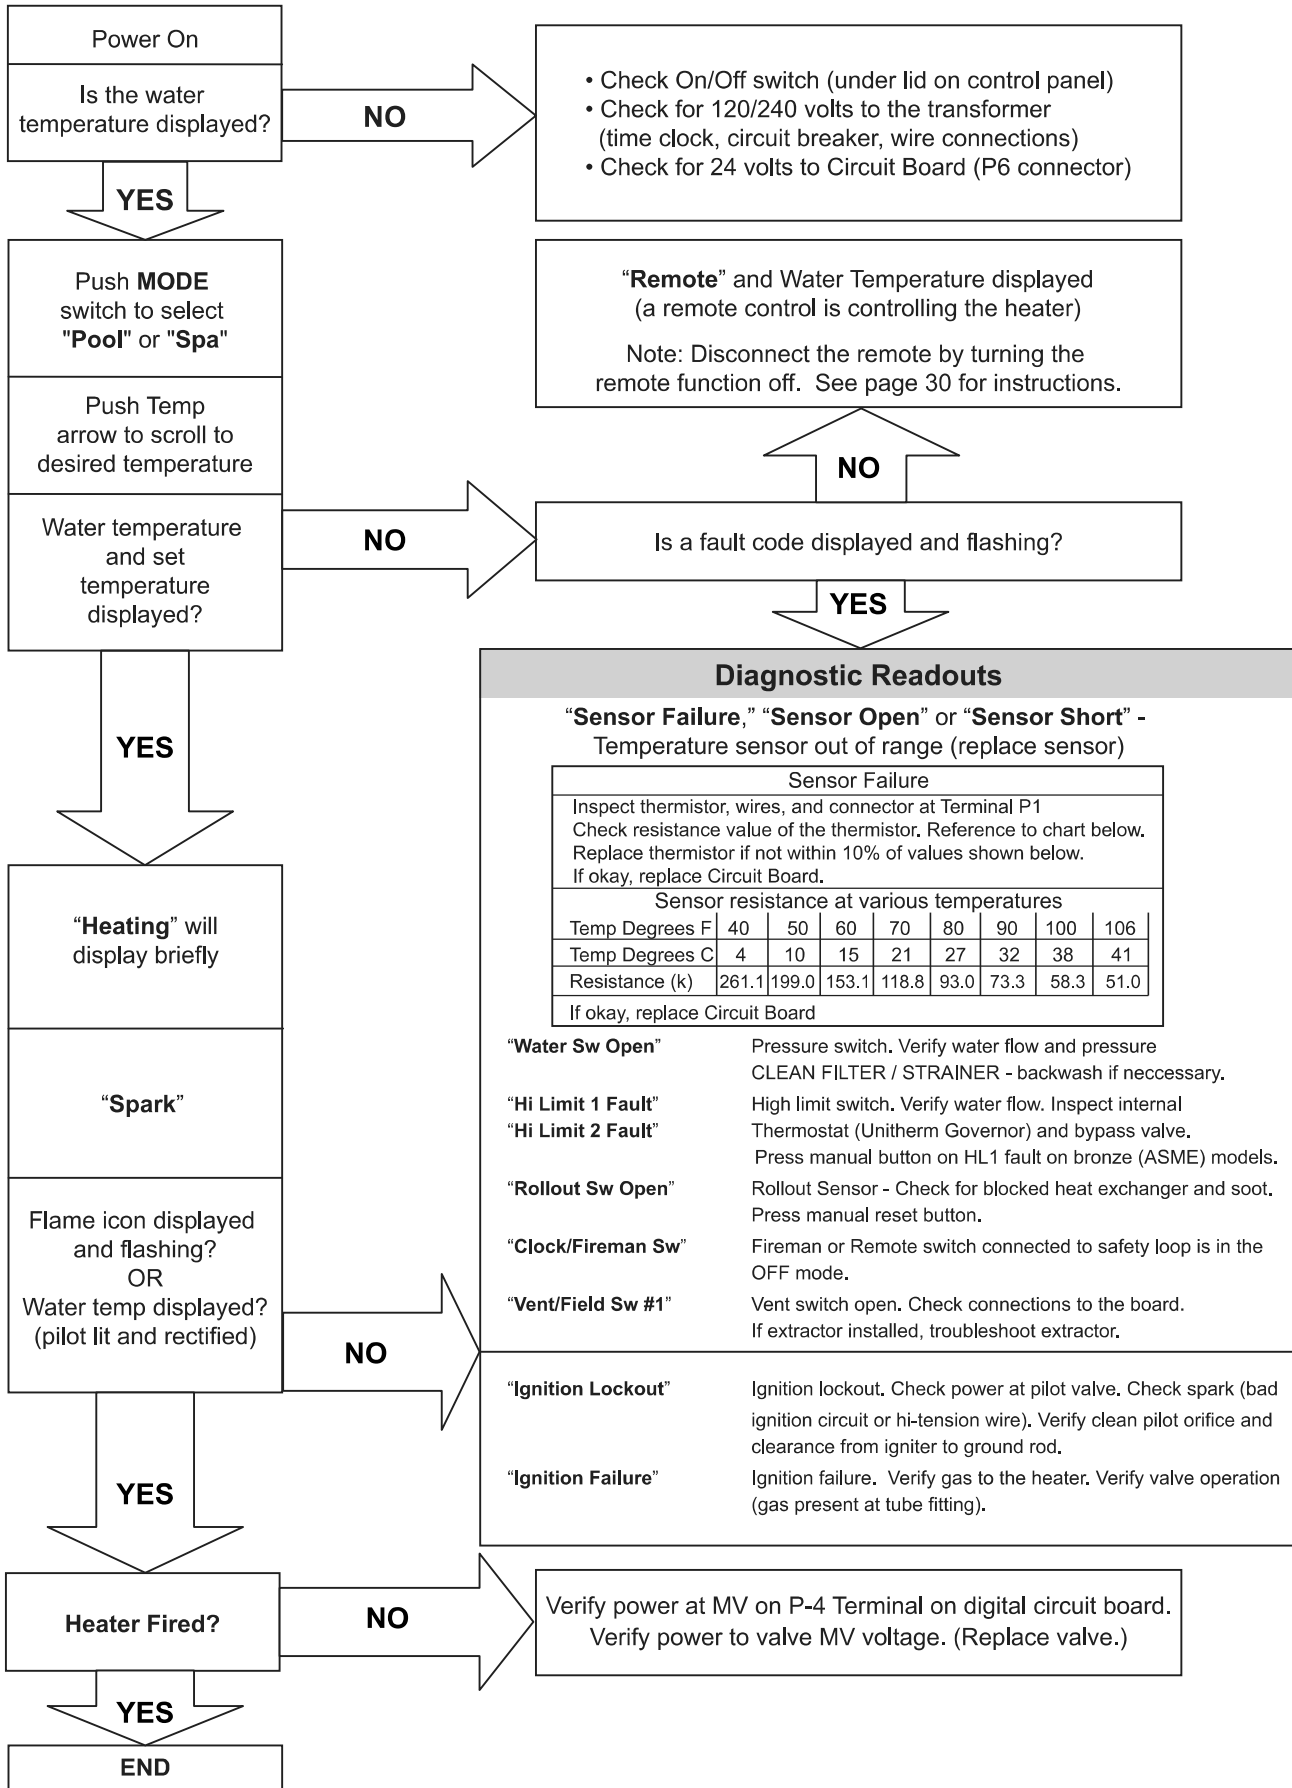 Power On
Is the water
temperature displayed?
NO
• Check On/Off switch (under lid on control panel)
• Check for 120/240 volts to the transformer
(time clock, circuit breaker, wire connections)
• Check for 24 volts to Circuit Board (P6 connector)
YES
Push MODE
switch to select
"Pool" or "Spa"
Push Temp
arrow to scroll to
desired temperature
Water temperature
and set
temperature
displayed?
NO
Is a fault code displayed and flashing?
NO
“Remote” and Water Temperature displayed
(a remote control is controlling the heater)
Note: Disconnect the remote by turning the
remote function off. See page 30 for instructions.
YES
Diagnostic Readouts
“Sensor Failure,” “Sensor Open” or “Sensor Short” -
Temperature sensor out of range (replace sensor)
Sensor Failure
Inspect thermistor, wires, and connector at Terminal P1
Check resistance value of the thermistor. Reference to chart below.
Replace thermistor if not within 10% of values shown below.
If okay, replace Circuit Board.
Sensor resistance at various temperatures
Temp Degrees F 40 50 60 70 80 90 100 106
Temp Degrees C 4 10 15 21 27 32 38 41
Resistance (k) 261.1 199.0 153.1 118.8 93.0 73.3 58.3 51.0
If okay, replace Circuit Board
“Water Sw Open” Pressure switch. Verify water flow and pressure
CLEAN FILTER / STRAINER - backwash if neccessary.
“Hi Limit 1 Fault” High limit switch. Verify water flow. Inspect internal
“Hi Limit 2 Fault” Thermostat (Unitherm Governor) and bypass valve.
Press manual button on HL1 fault on bronze (ASME) models.
“Rollout Sw Open” Rollout Sensor - Check for blocked heat exchanger and soot.
Press manual reset button.
“Clock/Fireman Sw” Fireman or Remote switch connected to safety loop is in the
OFF mode.
“Vent/Field Sw #1” Vent switch open. Check connections to the board.
If extractor installed, troubleshoot extractor.
“Ignition Lockout” Ignition lockout. Check power at pilot valve. Check spark (bad
ignition circuit or hi-tension wire). Verify clean pilot orifice and
clearance from igniter to ground rod.
“Ignition Failure” Ignition failure. Verify gas to the heater. Verify valve operation
(gas present at tube fitting).
YES
“Heating” will
display briefly
“Spark”
Flame icon displayed
and flashing?
OR
Water temp displayed?
(pilot lit and rectified)
NO
YES
Heater Fired?
NO
Verify power at MV on P-4 Terminal on digital circuit board.
Verify power to valve MV voltage. (Replace valve.)
YES
END